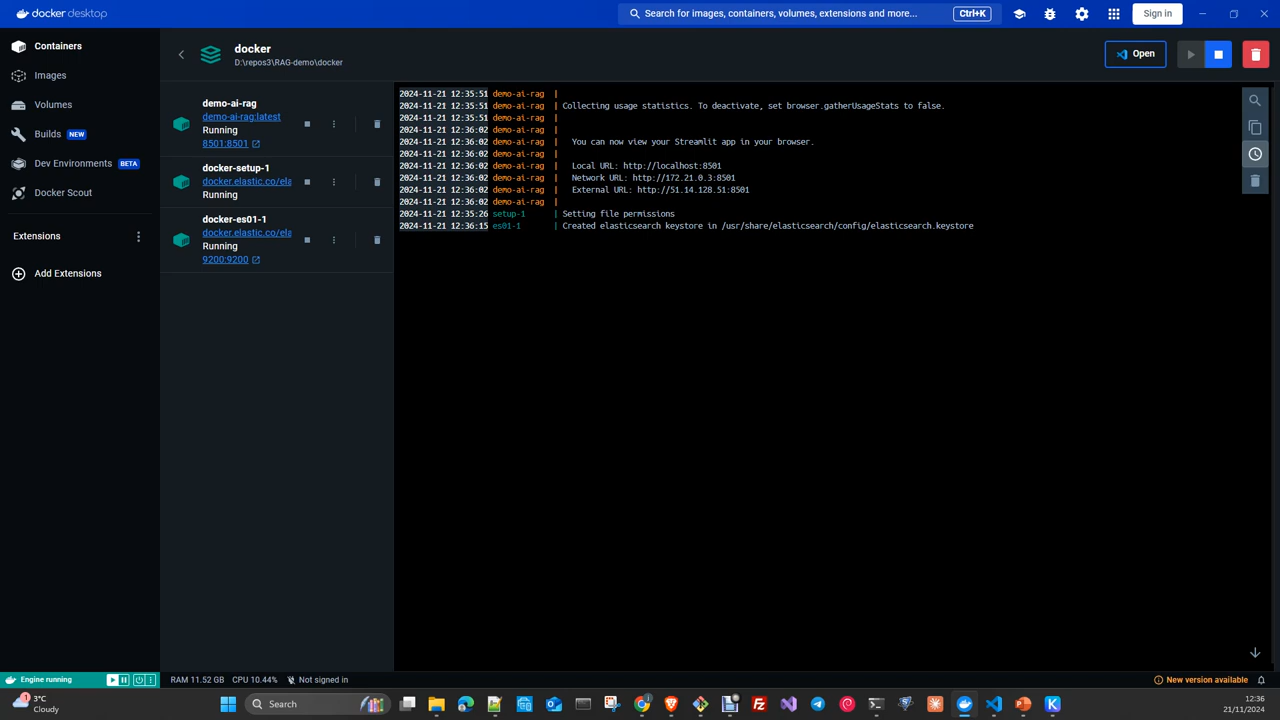 docker desktop
Search for images, containers, volumes, extensions and more...
Ctrl+K
Sign in
Containers
Images
Volumes
Builds NEW
Dev Environments BETA
Docker Scout
Extensions
Add Extensions
docker
D:\repos3\RAG-demo\docker
Open
demo-ai-rag
demo-ai-rag:latest
Running
8501:8501
docker-setup-1
docker.elastic.co/ela
Running
docker-es01-1
docker.elastic.co/ela
Running
9200:9200
2024-11-21 12:35:51 demo-ai-rag |
2024-11-21 12:35:51 demo-ai-rag | Collecting usage statistics. To deactivate, set browser.gatherUsageStats to false.
2024-11-21 12:35:51 demo-ai-rag |
2024-11-21 12:36:02 demo-ai-rag |
2024-11-21 12:36:02 demo-ai-rag | You can now view your Streamlit app in your browser.
2024-11-21 12:36:02 demo-ai-rag |
2024-11-21 12:36:02 demo-ai-rag | Local URL: http://localhost:8501
2024-11-21 12:36:02 demo-ai-rag | Network URL: http://172.21.0.3:8501
2024-11-21 12:36:02 demo-ai-rag | External URL: http://51.14.128.51:8501
2024-11-21 12:36:02 demo-ai-rag |
2024-11-21 12:35:26 setup-1 | Setting file permissions
2024-11-21 12:36:15 es01-1 | Created elasticsearch keystore in /usr/share/elasticsearch/config/elasticsearch.keystore
Engine running
RAM 11.52 GB CPU 10.44% Not signed in
New version available
1
3°C
Cloudy
Search
12:36
21/11/2024